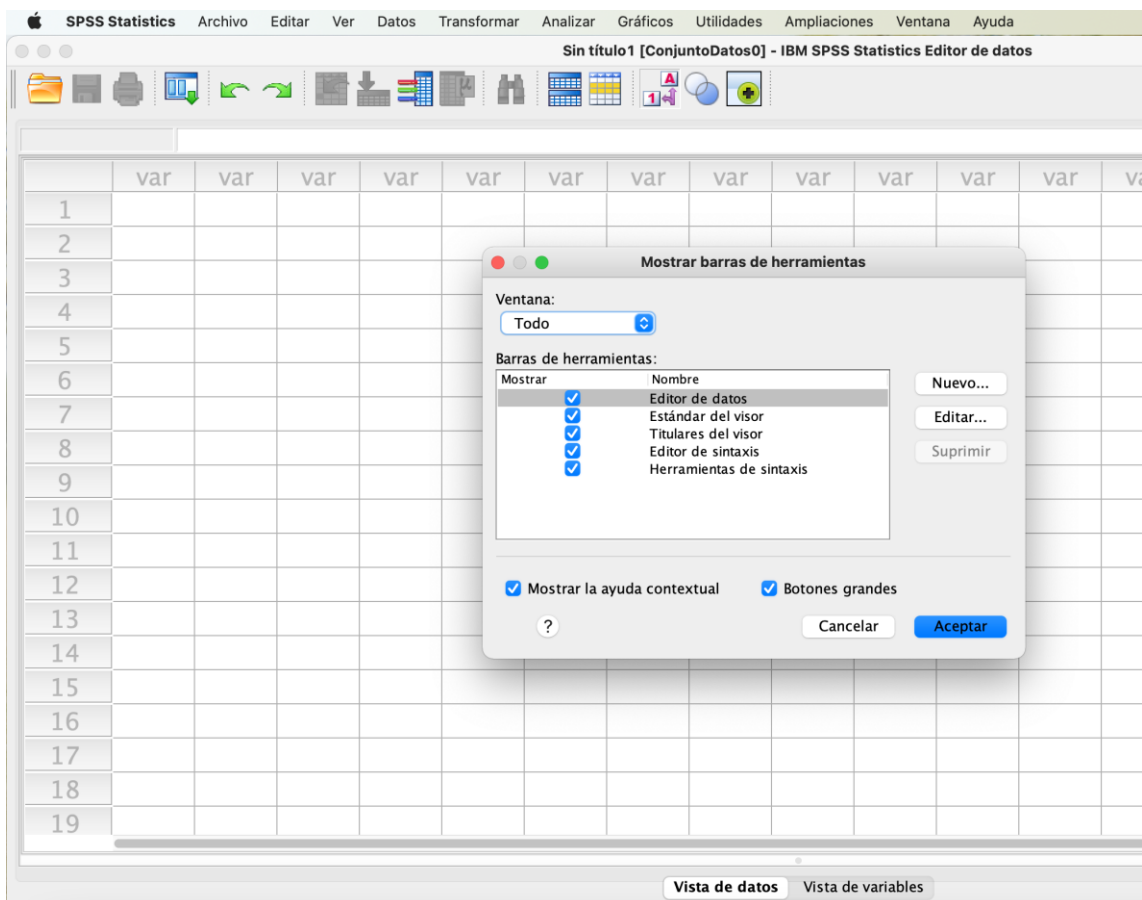 SPSS Statistics Archivo Editar Ver Datos Transformar Analizar Gráficos Utilidades Ampliaciones Ventana Ayuda
Sin título1 [ConjuntoDatos0] - IBM SPSS Statistics Editor de datos
A
1
var var var var var var var var var var var var
1
2
3
4
5
6
7
8
9
10
11
12
13
14
15
16
17
18
19
Mostrar barras de herramientas
Ventana:
Todo
Barras de herramientas:
Mostrar Nombre
Editor de datos
Estándar del visor
Titulares del visor
Editor de sintaxis
Herramientas de sintaxis
Nuevo...
Editar...
Suprimir
Mostrar la ayuda contextual Botones grandes
? Cancelar Aceptar
Vista de datos Vista de variables